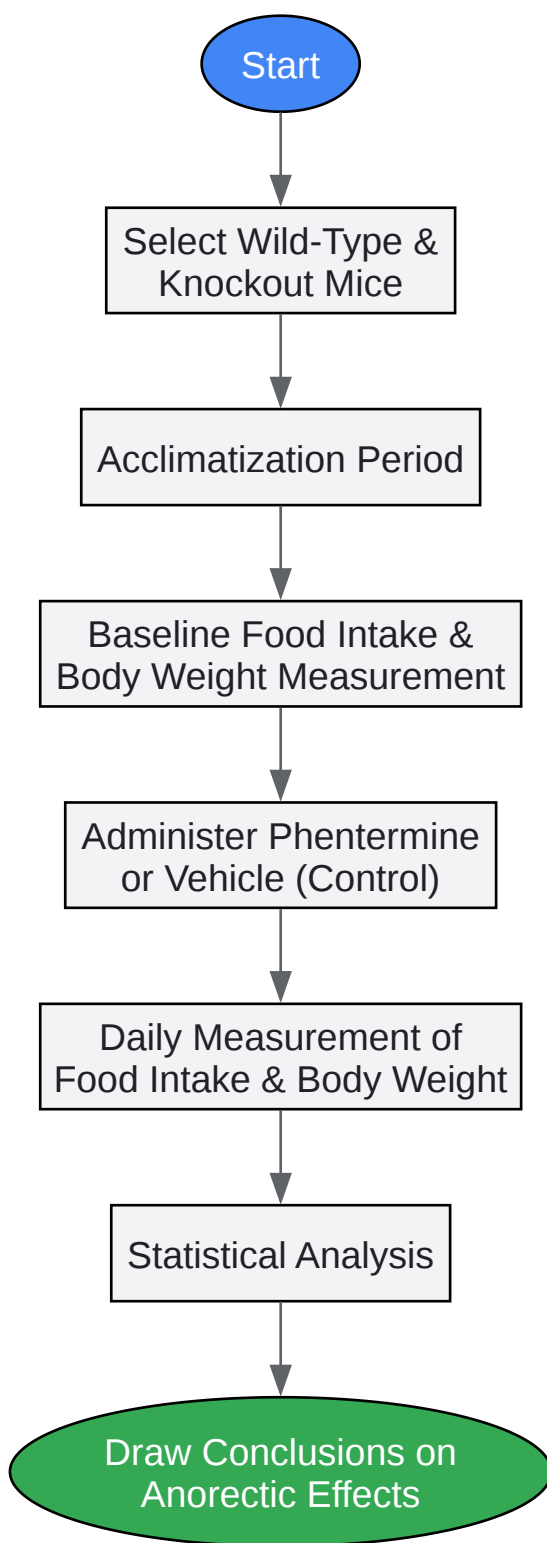 Start
Select Wild-Type &
Knockout Mice
Acclimatization Period
Baseline Food Intake &
Body Weight Measurement
Administer Phentermine
or Vehicle (Control)
Daily Measurement of
Food Intake & Body Weight
Statistical Analysis
Draw Conclusions on
Anorectic Effects